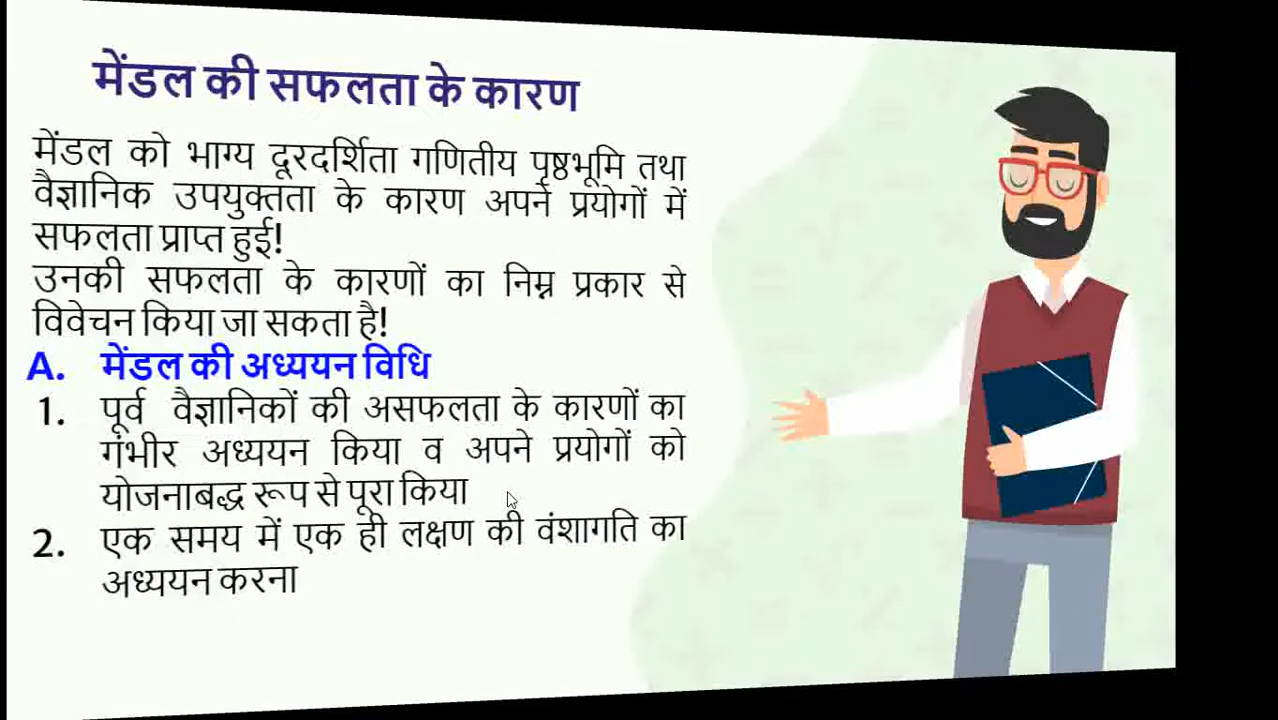 मेंडल की सफलता के कारण
मेंडल को भाग्य दूरदर्शिता गणितीय पृष्ठभूमि तथा
वैज्ञानिक उपयुक्तता के कारण अपने प्रयोगों में
सफलता प्राप्त हुई!
उनकी सफलता के कारणों का निम्न प्रकार से
विवेचन किया जा सकता है!
A. मेंडल की अध्ययन विधि
1. पूर्व वैज्ञानिकों की असफलता के कारणों का
गंभीर अध्ययन किया व अपने प्रयोगों को
योजनाबद्ध रूप से पूरा किया
2. एक समय में एक ही लक्षण की वंशागति का
अध्ययन करना